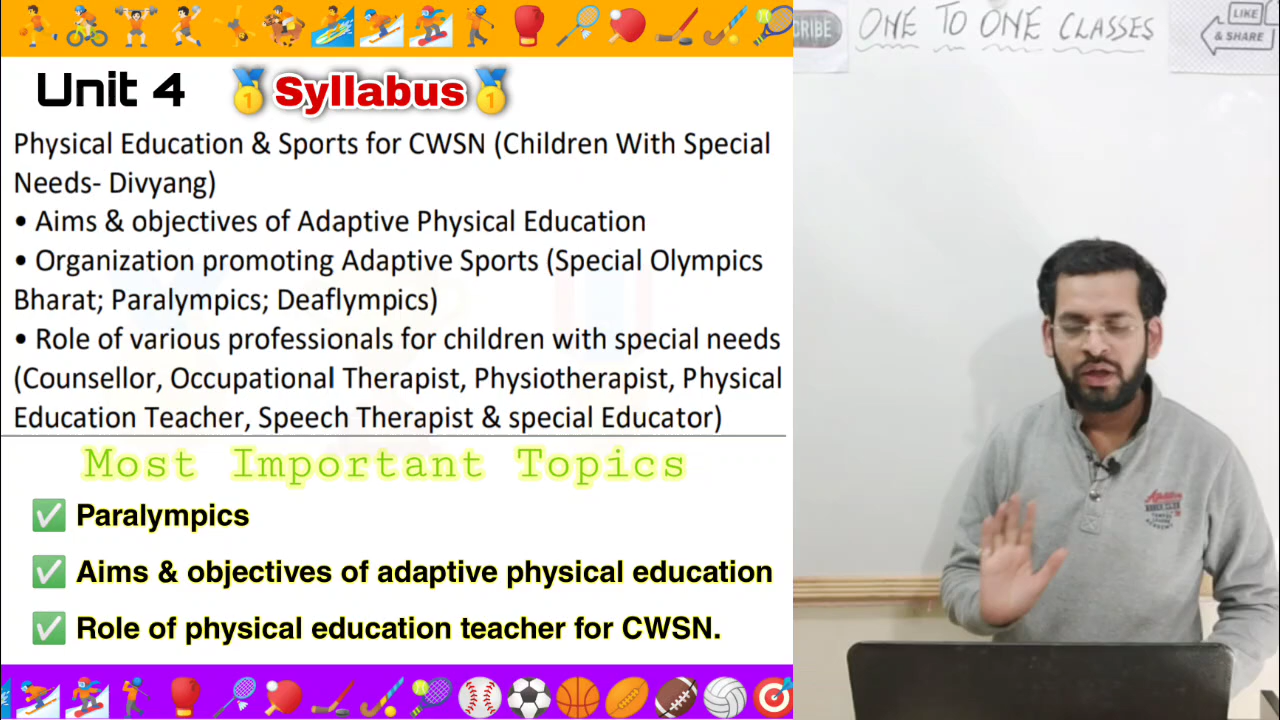 Unit 4 Syllabus
Physical Education & Sports for CWSN (Children With Special
Needs- Divyang)
• Aims & objectives of Adaptive Physical Education
• Organization promoting Adaptive Sports (Special Olympics
Bharat; Paralympics; Deaflympics)
• Role of various professionals for children with special needs
(Counsellor, Occupational Therapist, Physiotherapist, Physical
Education Teacher, Speech Therapist & special Educator)
Most Important Topics
✅ Paralympics
✅ Aims & objectives of adaptive physical education
✅ Role of physical education teacher for CWSN.
RIBE
ONE TO ONE CLASSES
LIKE
& SHARE